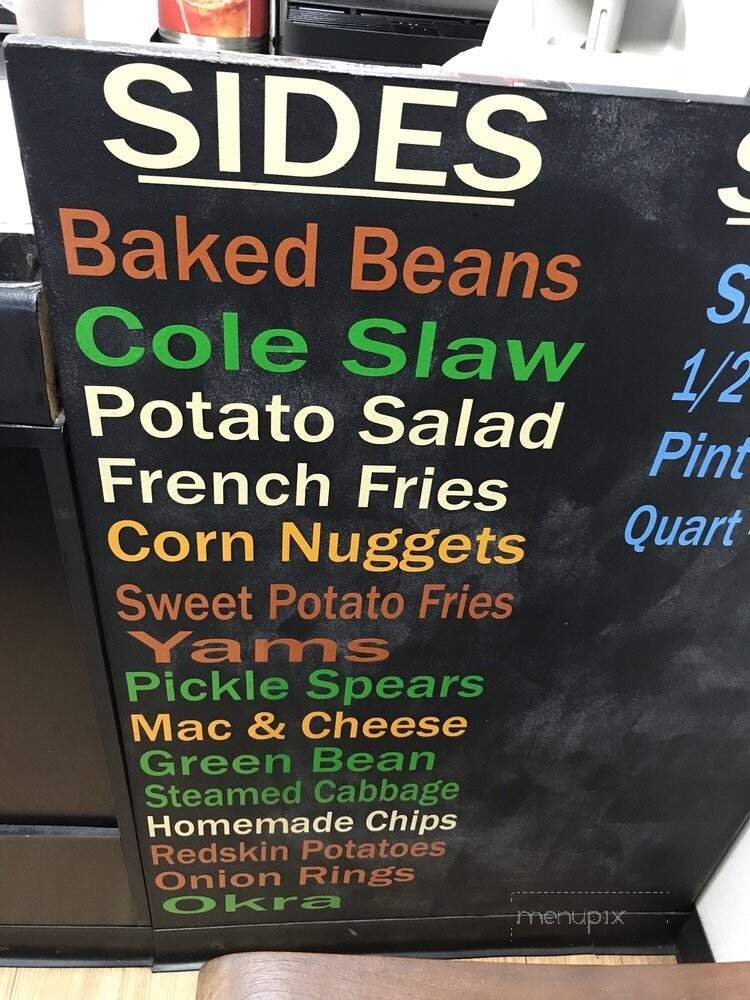 SIDES
Baked Beans
Cole Slaw
Potato Salad
French Fries
Corn Nuggets
Sweet Potato Fries
Yams
Pickle Spears
Mac & Cheese
Green Bean
Steamed Cabbage
Homemade Chips
Redskin Potatoes
Onion Rings
Okra
1/2
Pint
Quart
menupix